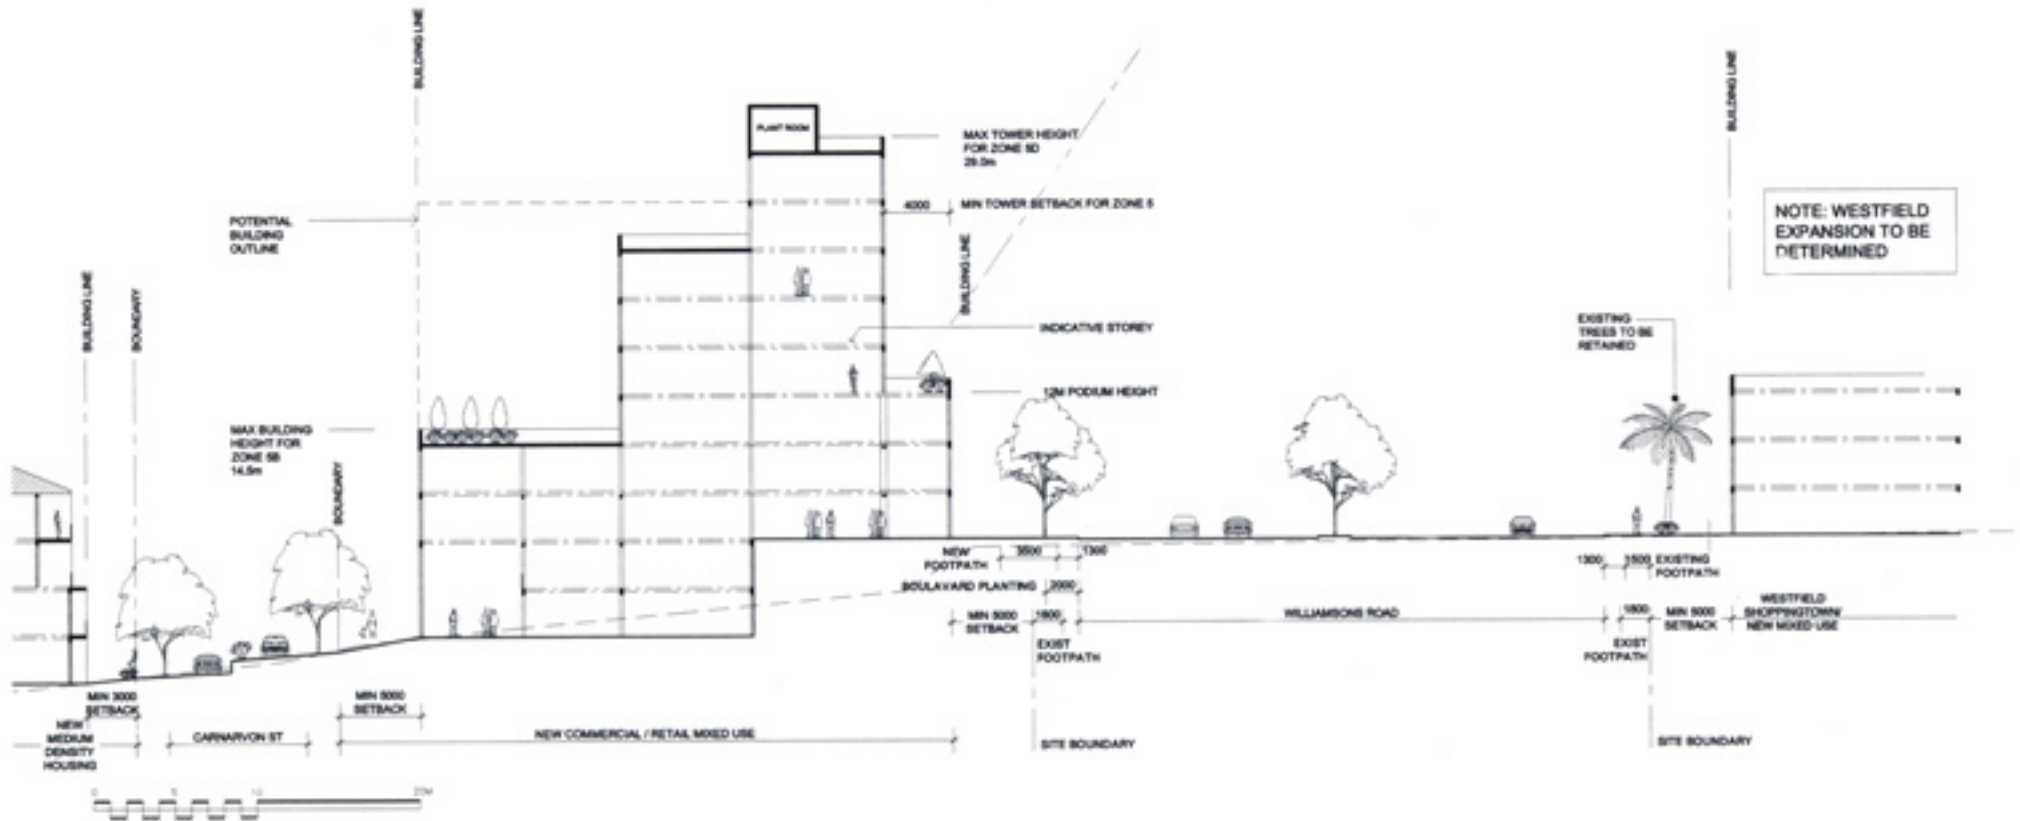 BUILDING LINE
PLANT ROOM
MAX TOWER HEIGHT
FOR ZONE 5D
29.0m
BUILDING LINE
4000
MIN TOWER SETBACK FOR ZONE 5
POTENTIAL
BUILDING
OUTLINE
NOTE: WESTFIELD
EXPANSION TO BE
DETERMINED
BUILDING LINE
BOUNDARY
BUILDING LINE
INDICATIVE STOREY
EXISTING
TREES TO BE
RETAINED
12M PODIUM HEIGHT
MAX BUILDING
HEIGHT FOR
ZONE 5B
14.5m
BOUNDARY
NEW
FOOTPATH
3500
1300
BOULAVARD PLANTING
2000
1300
1500
EXISTING
FOOTPATH
MIN 5000
SETBACK
1800
EXIST
FOOTPATH
WILLIAMSONS ROAD
1800
EXIST
FOOTPATH
MIN 5000
SETBACK
WESTFIELD
SHOPPINGTOWN/
NEW MIXED USE
MIN 3000
SETBACK
MIN 5000
SETBACK
NEW
MEDIUM
DENSITY
HOUSING
CARNARVON ST
NEW COMMERCIAL / RETAIL MIXED USE
SITE BOUNDARY
SITE BOUNDARY
0 5 10 20M